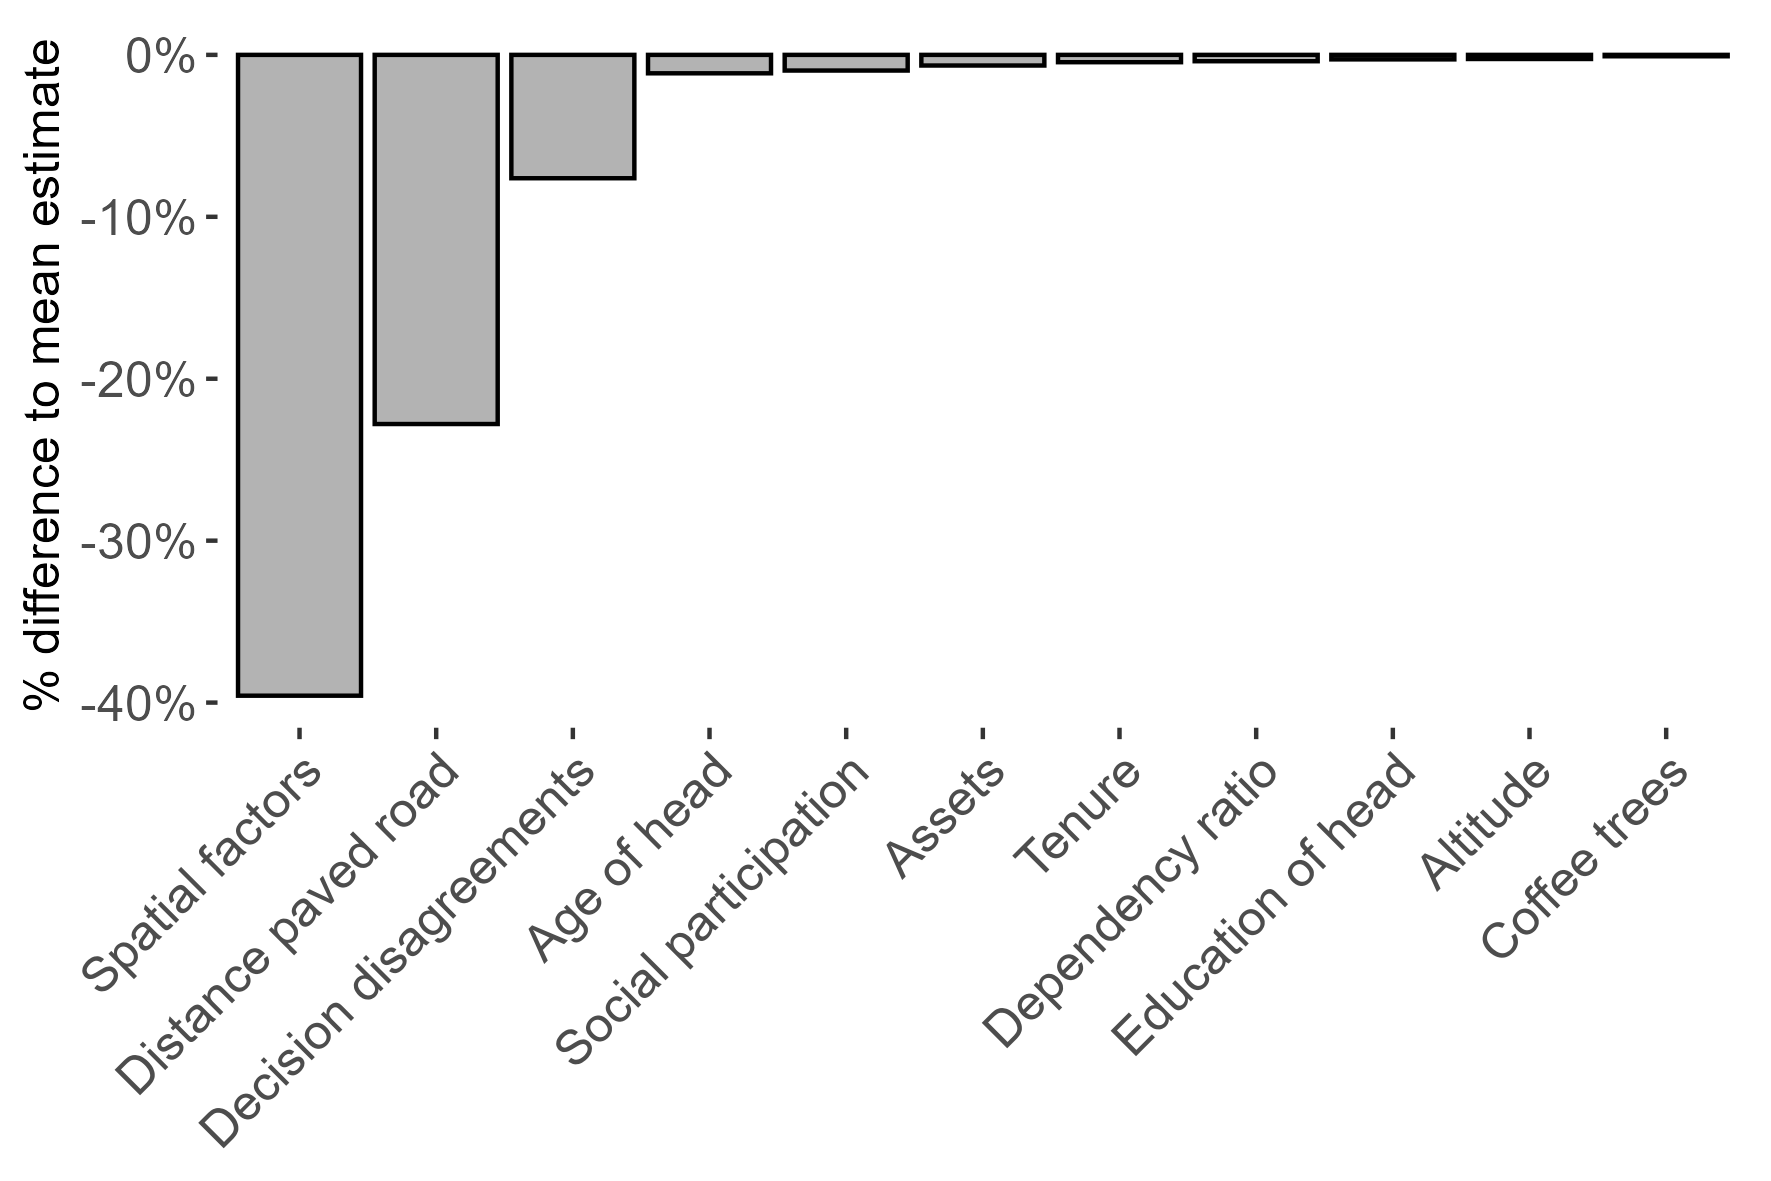 % difference to mean estimate
0%
-10%
-20%
-30%
-40%
Spatial factors
Distance paved road
Decision disagreements
Age of head
Social participation
Assets
Tenure
Dependency ratio
Education of head
Altitude
Coffee trees